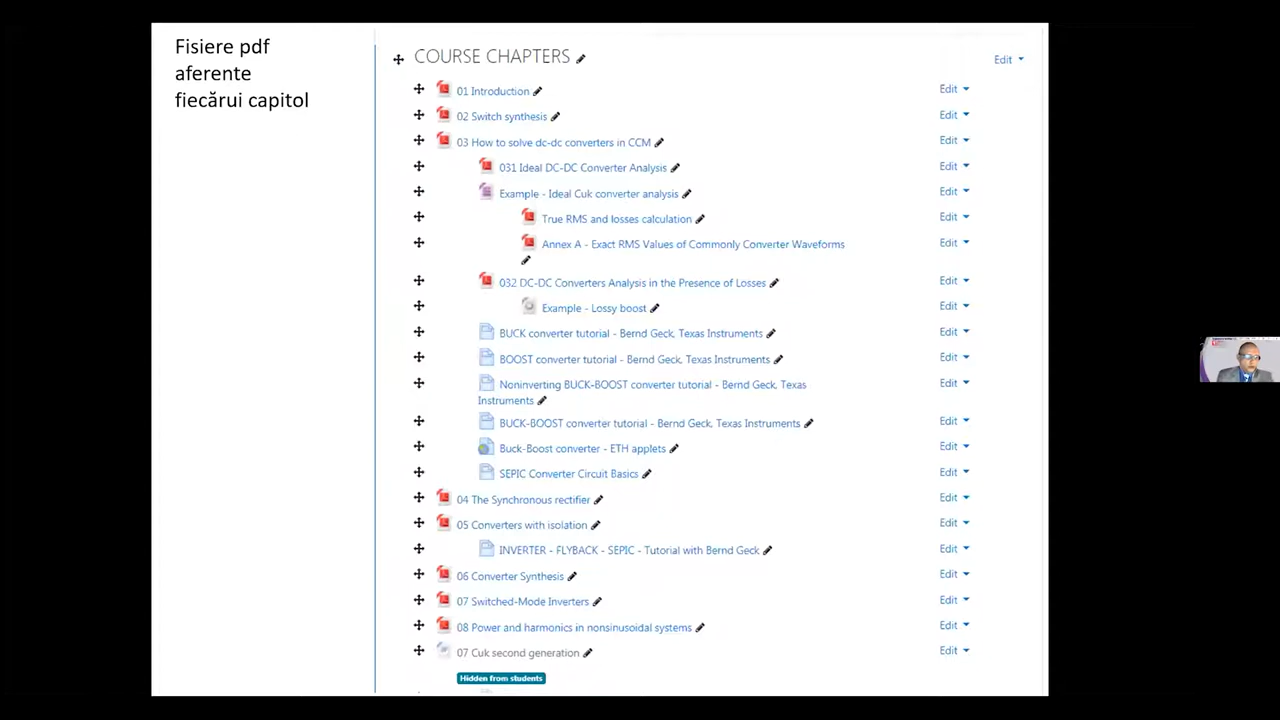 Fisiere pdf
aferente
fiecărui capitol
COURSE CHAPTERS
Edit
01 Introduction
Edit
02 Switch synthesis
Edit
03 How to solve dc-dc converters in CCM
Edit
031 Ideal DC-DC Converter Analysis
Edit
Example - Ideal Cuk converter analysis
Edit
True RMS and losses calculation
Edit
Annex A - Exact RMS Values of Commonly Converter Waveforms
Edit
032 DC-DC Converters Analysis in the Presence of Losses
Edit
Example - Lossy boost
Edit
BUCK converter tutorial - Bernd Geck, Texas Instruments
Edit
BOOST converter tutorial - Bernd Geck, Texas Instruments
Edit
Noninverting BUCK-BOOST converter tutorial - Bernd Geck, Texas
Instruments
Edit
BUCK-BOOST converter tutorial - Bernd Geck, Texas Instruments
Edit
Buck-Boost converter - ETH applets
Edit
SEPIC Converter Circuit Basics
Edit
04 The Synchronous rectifier
Edit
05 Converters with isolation
Edit
INVERTER - FLYBACK - SEPIC - Tutorial with Bernd Geck
Edit
06 Converter Synthesis
Edit
07 Switched-Mode Inverters
Edit
08 Power and harmonics in nonsinusoidal systems
Edit
07 Cuk second generation
Edit
Hidden from students